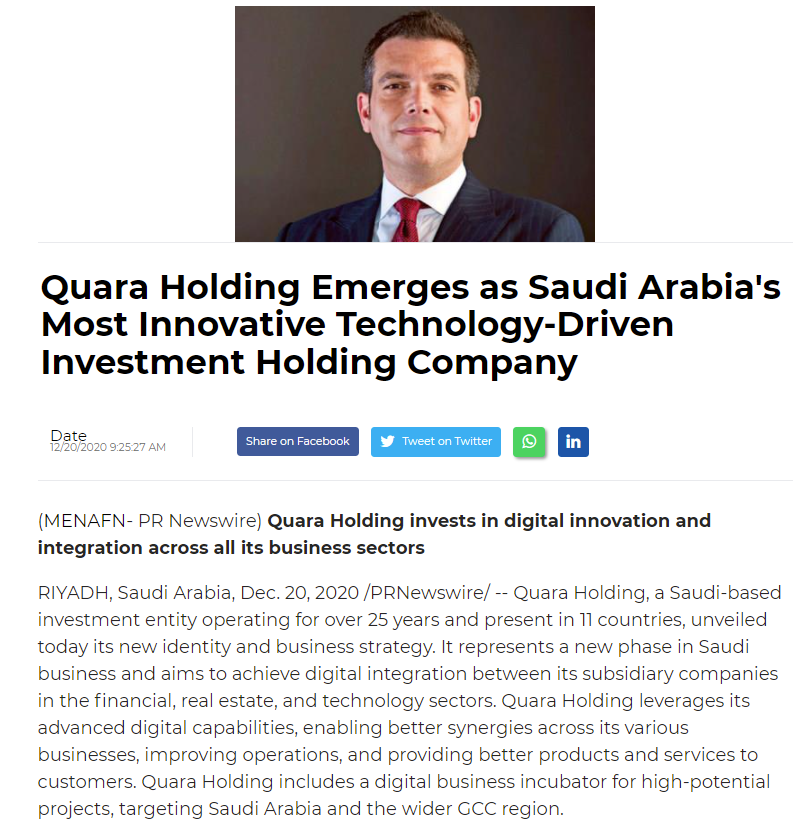 Quara Holding Emerges as Saudi Arabia's
Most Innovative Technology-Driven
Investment Holding Company
Date
12/20/2020 9:25:27 AM
Share on Facebook
Tweet on Twitter
in
(MENAFN- PR Newswire) Quara Holding invests in digital innovation and
integration across all its business sectors
RIYADH, Saudi Arabia, Dec. 20, 2020 /PRNewswire/ -- Quara Holding, a Saudi-based
investment entity operating for over 25 years and present in 11 countries, unveiled
today its new identity and business strategy. It represents a new phase in Saudi
business and aims to achieve digital integration between its subsidiary companies
in the financial, real estate, and technology sectors. Quara Holding leverages its
advanced digital capabilities, enabling better synergies across its various
businesses, improving operations, and providing better products and services to
customers. Quara Holding includes a digital business incubator for high-potential
projects, targeting Saudi Arabia and the wider GCC region.